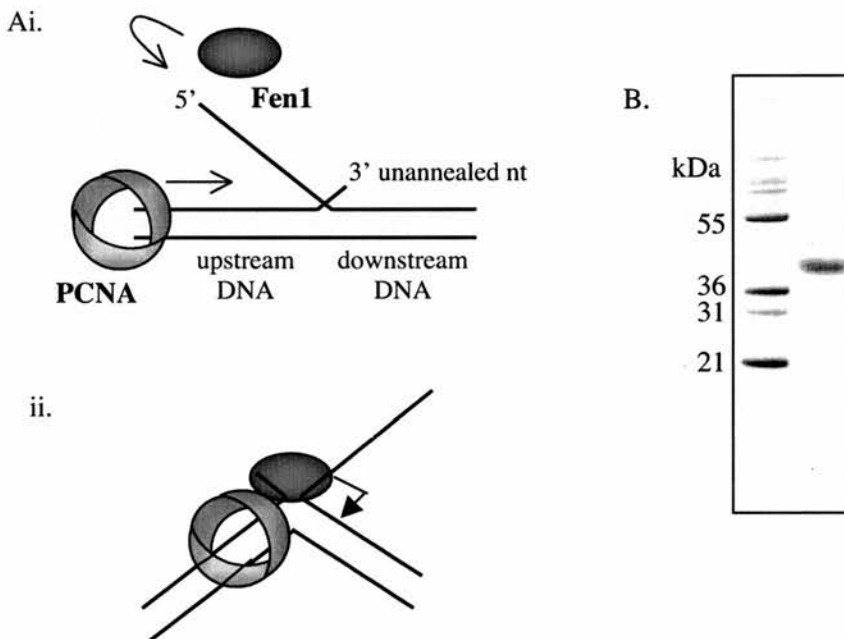 Ai.
5’
Fen1
3’ unannealed nt
PCNA
upstream
DNA
downstream
DNA
ii.
B.
kDa
55
36
31
21